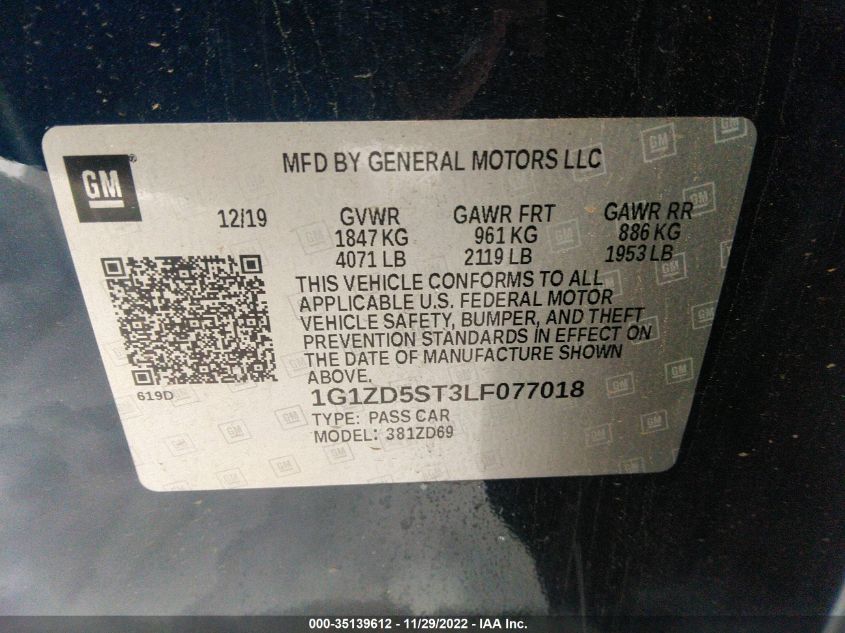 GM
MFD BY GENERAL MOTORS LLC
12/19 GVWR GAWR FRT GAWR RR
1847 KG 961 KG 886 KG
4071 LB 2119 LB 1953 LB
THIS VEHICLE CONFORMS TO ALL
APPLICABLE U.S. FEDERAL MOTOR
VEHICLE SAFETY, BUMPER, AND THEFT
PREVENTION STANDARDS IN EFFECT ON
THE DATE OF MANUFACTURE SHOWN
ABOVE.
619D
1G1ZD5ST3LF077018
TYPE: PASS CAR
MODEL: 381ZD69
000-35139612 - 11/29/2022 - IAA Inc.